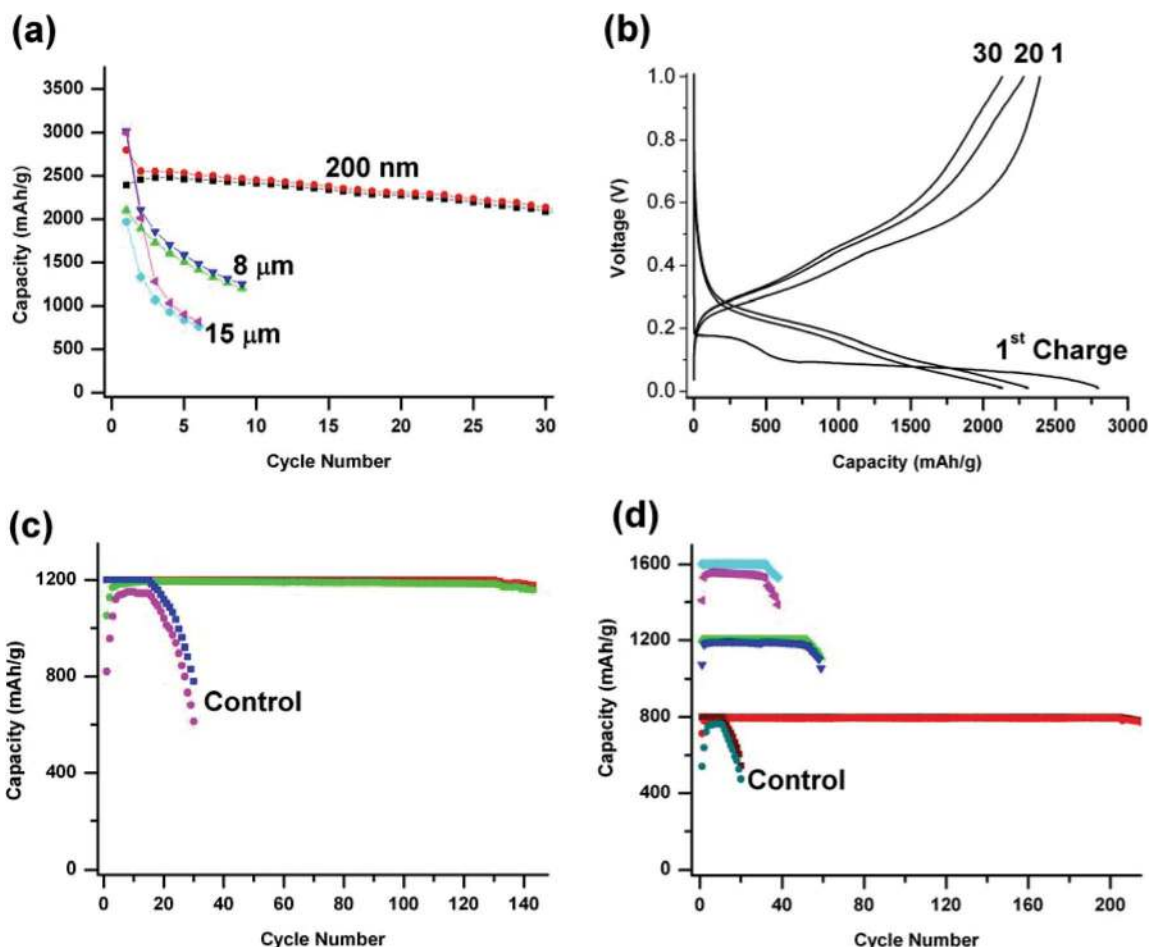 (a)
3500
3000
2500
2000
1500
1000
500
0
200 nm
8 μm
15 μm
0 5 10 15 20 25 30
Capacity (mAh/g)
Cycle Number
(b)
30 20 1
1.0
0.8
0.6
0.4
0.2
0.0
1st Charge
0 500 1000 1500 2000 2500 3000
Voltage (V)
Capacity (mAh/g)
(c)
1200
800
400
0
Control
0 20 40 60 80 100 120 140
Capacity (mAh/g)
Cycle Number
(d)
1600
1200
800
400
0
Control
0 40 80 120 160 200
Capacity (mAh/g)
Cycle Number